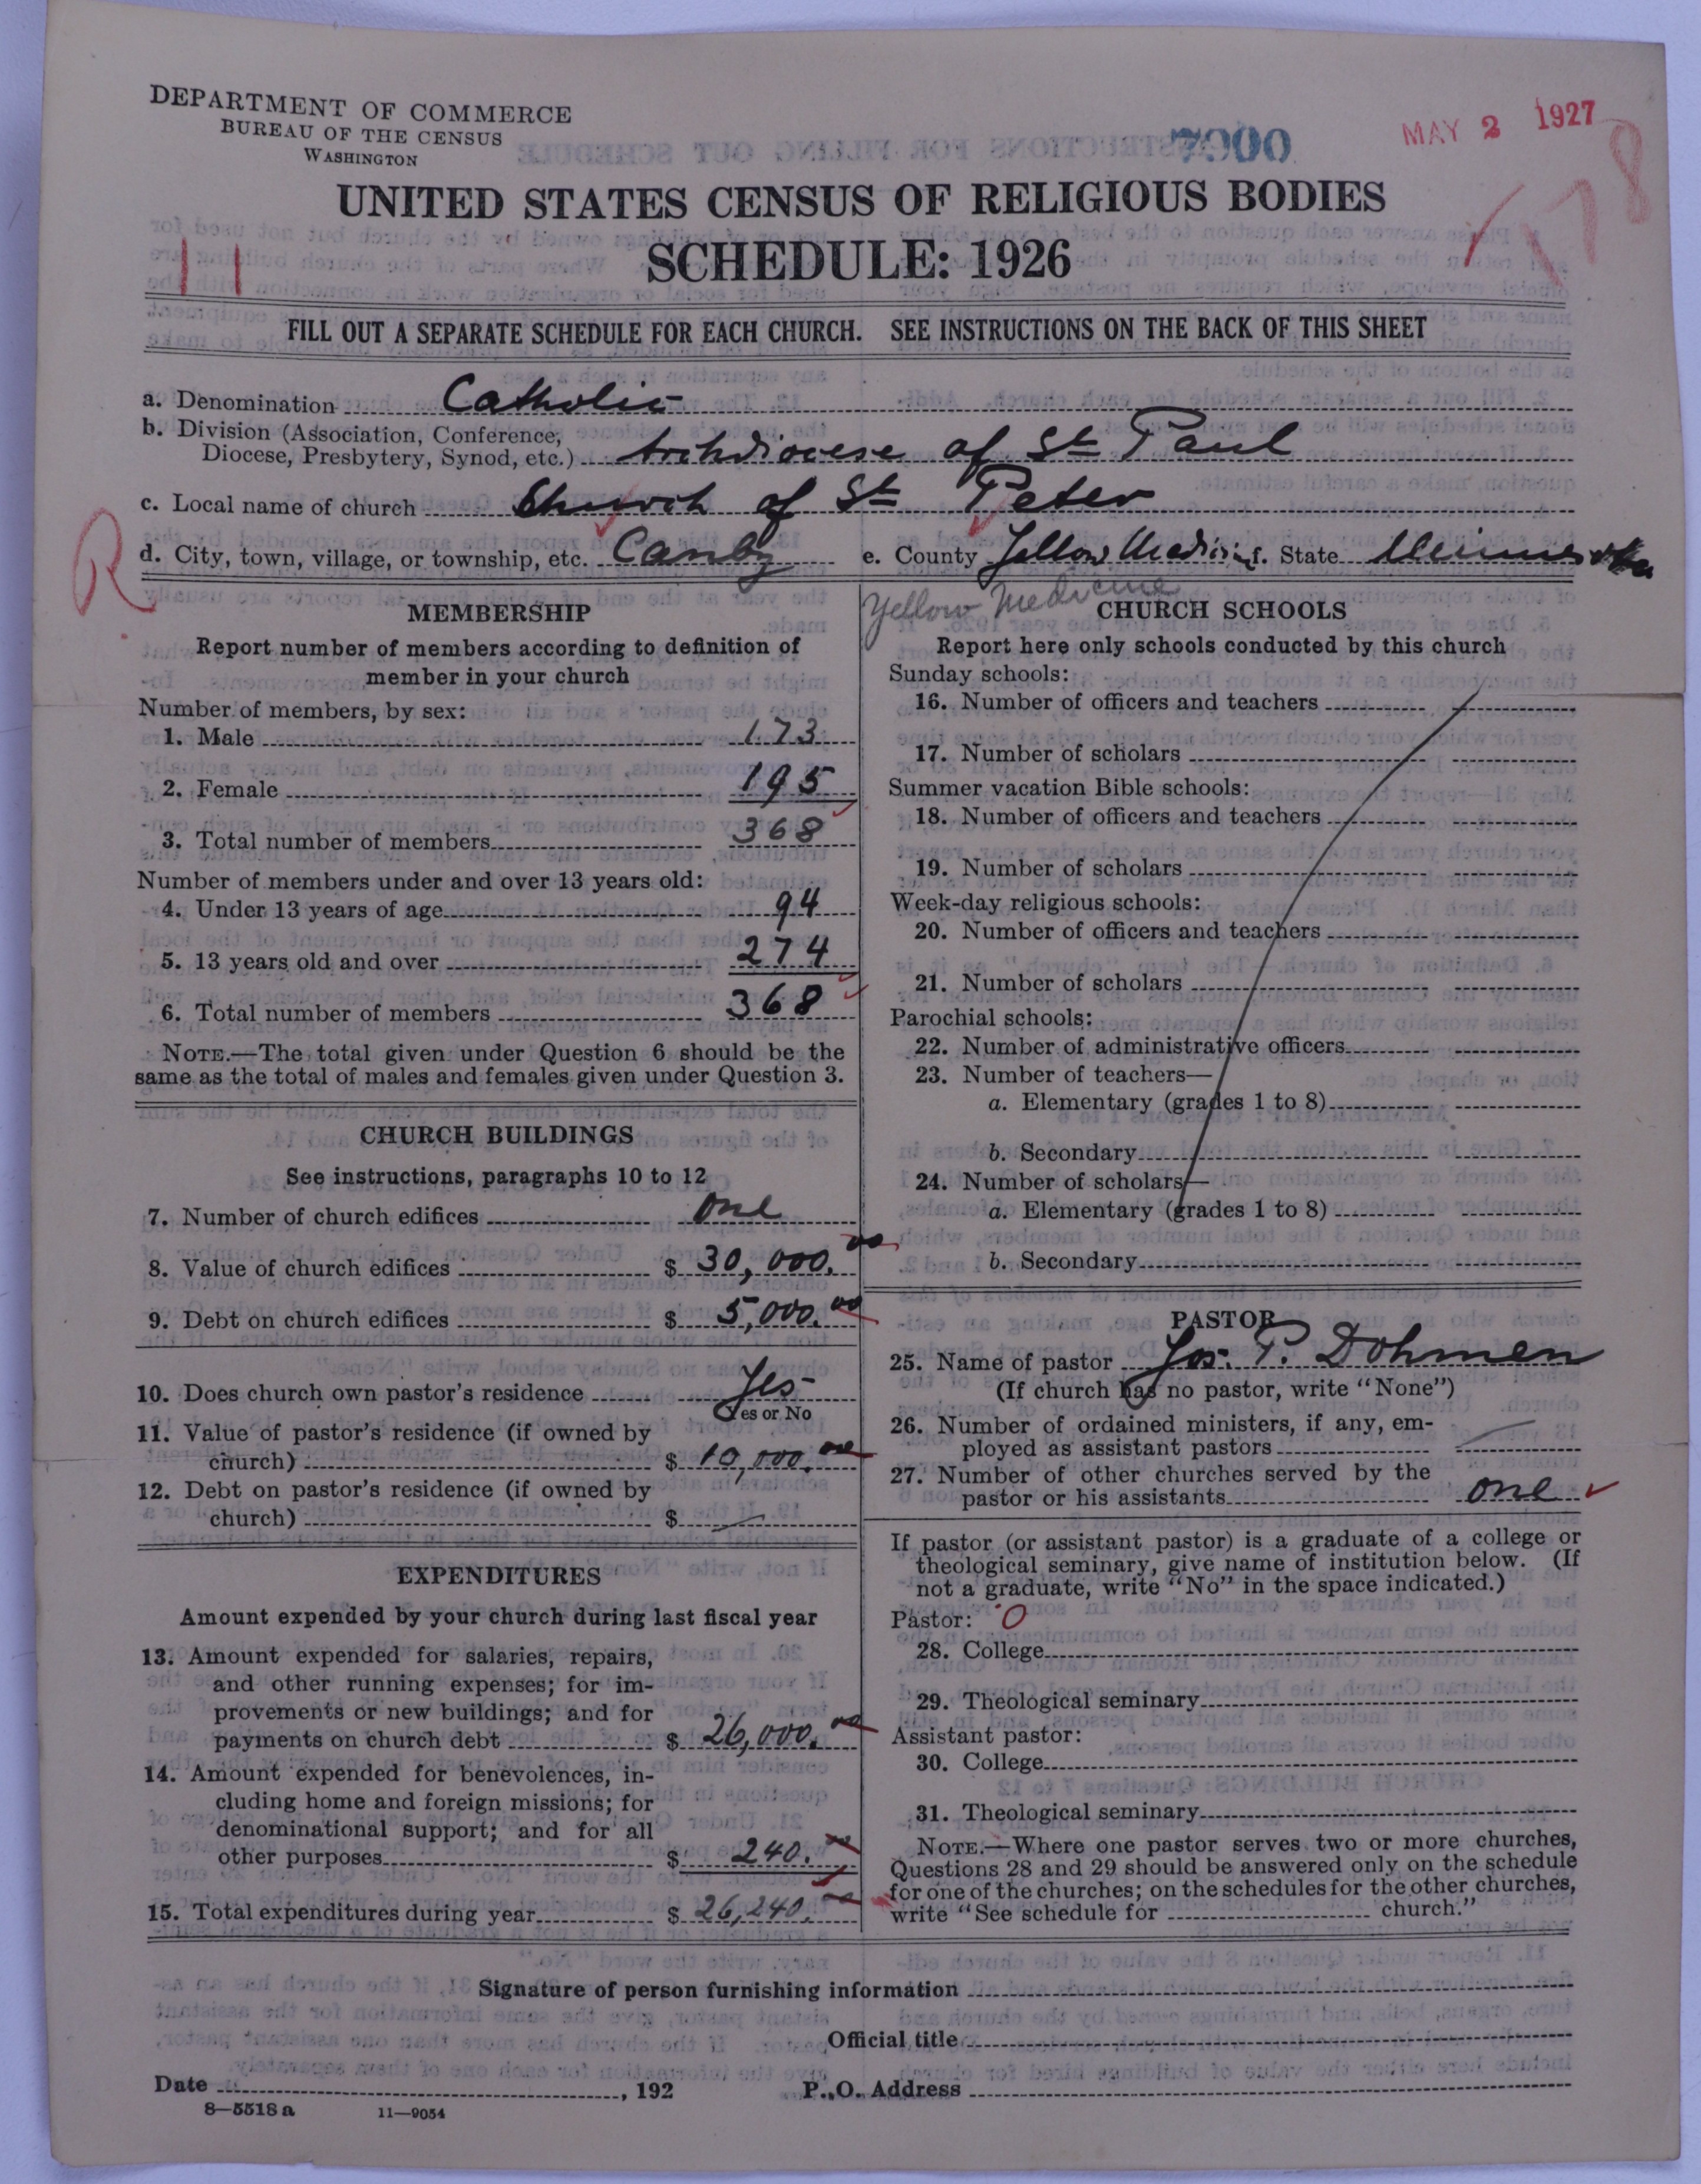 DEPARTMENT OF COMMERCE
BUREAU OF THE CENSUS
WASHINGTON
7900
MAY 2 1927
178
UNITED STATES CENSUS OF RELIGIOUS BODIES
SCHEDULE: 1926
11
FILL OUT A SEPARATE SCHEDULE FOR EACH CHURCH. SEE INSTRUCTIONS ON THE BACK OF THIS SHEET
a. Denomination Catholic
b. Division (Association, Conference,
Diocese, Presbytery, Synod, etc.) Archdiocese of St Paul
c. Local name of church Church of St Peter
R
d. City, town, village, or township, etc. Canby e. County Yellow Medicin f. State Minnesota
Yellow Medicine
MEMBERSHIP
Report number of members according to definition of
member in your church
Number of members, by sex:
1. Male 173
2. Female 195
3. Total number of members 368
Number of members under and over 13 years old:
4. Under 13 years of age 94
5. 13 years old and over 274
6. Total number of members 368
NOTE.—The total given under Question 6 should be the
same as the total of males and females given under Question 3.
CHURCH BUILDINGS
See instructions, paragraphs 10 to 12
7. Number of church edifices one
8. Value of church edifices $ 30,000.00
9. Debt on church edifices $ 5,000.00
10. Does church own pastor's residence Yes
Yes or No
11. Value of pastor's residence (if owned by
church) $ 10,000.00
12. Debt on pastor's residence (if owned by
church) $ —
EXPENDITURES
Amount expended by your church during last fiscal year
13. Amount expended for salaries, repairs,
and other running expenses; for im-
provements or new buildings; and for
payments on church debt $ 26,000.00
14. Amount expended for benevolences, in-
cluding home and foreign missions; for
denominational support; and for all
other purposes $ 240.00
15. Total expenditures during year $ 26,240.00
CHURCH SCHOOLS
Report here only schools conducted by this church
Sunday schools:
16. Number of officers and teachers
17. Number of scholars
Summer vacation Bible schools:
18. Number of officers and teachers
19. Number of scholars
Week-day religious schools:
20. Number of officers and teachers
21. Number of scholars
Parochial schools:
22. Number of administrative officers
23. Number of teachers—
a. Elementary (grades 1 to 8)
b. Secondary
24. Number of scholars—
a. Elementary (grades 1 to 8)
b. Secondary
PASTOR
25. Name of pastor Jos. P. Dohmen
(If church has no pastor, write "None")
26. Number of ordained ministers, if any, em-
ployed as assistant pastors —
27. Number of other churches served by the
pastor or his assistants one
If pastor (or assistant pastor) is a graduate of a college or
theological seminary, give name of institution below. (If
not a graduate, write "No" in the space indicated.)
Pastor: O
28. College
29. Theological seminary
Assistant pastor:
30. College
31. Theological seminary
NOTE.—Where one pastor serves two or more churches,
Questions 28 and 29 should be answered only on the schedule
for one of the churches; on the schedules for the other churches,
write "See schedule for church."
Signature of person furnishing information
Official title
Date , 192 P. O. Address
8—5518 a 11—9054